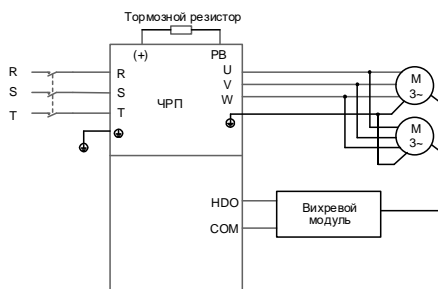 Тормозной резистор
(+) PB
R R U M 3~
S S V
T T W
ЧРП
M 3~
HDO
COM
Вихревой модуль